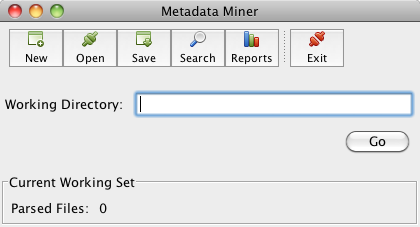 Metadata Miner
New Open Save Search Reports Exit
Working Directory:
Go
Current Working Set
Parsed Files: 0